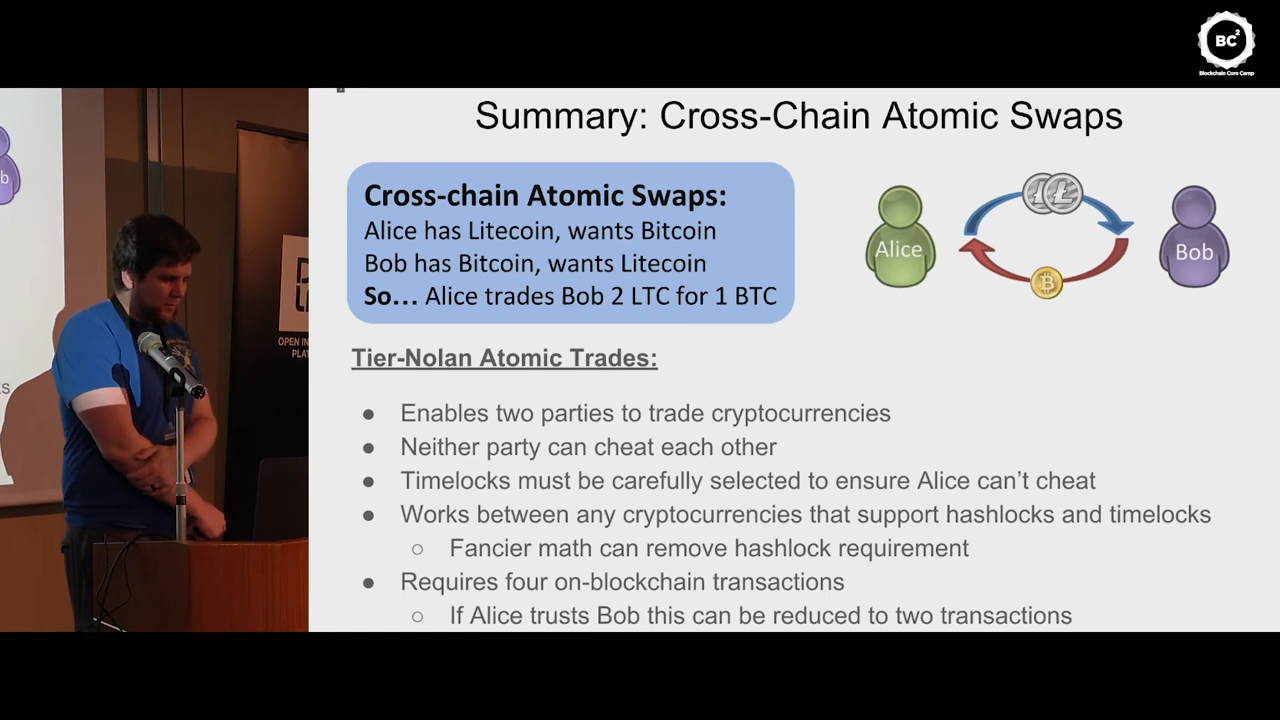 BC²
Blockchain Core Camp
Summary: Cross-Chain Atomic Swaps
Cross-chain Atomic Swaps:
Alice has Litecoin, wants Bitcoin
Bob has Bitcoin, wants Litecoin
So... Alice trades Bob 2 LTC for 1 BTC
Alice
Bob
Tier-Nolan Atomic Trades:
● Enables two parties to trade cryptocurrencies
● Neither party can cheat each other
● Timelocks must be carefully selected to ensure Alice can't cheat
● Works between any cryptocurrencies that support hashlocks and timelocks
○ Fancier math can remove hashlock requirement
● Requires four on-blockchain transactions
○ If Alice trusts Bob this can be reduced to two transactions
b
OPEN IN
PLAT